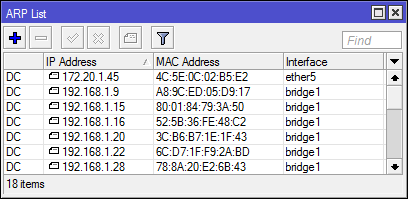 ARP List
Find
IP Address MAC Address Interface
DC 172.20.1.45 4C:5E:0C:02:B5:E2 ether5
DC 192.168.1.9 A8:9C:ED:05:D9:17 bridge1
DC 192.168.1.15 80:01:84:79:3A:50 bridge1
DC 192.168.1.16 52:5B:36:FE:48:C2 bridge1
DC 192.168.1.20 3C:B6:B7:1E:1F:43 bridge1
DC 192.168.1.22 6C:D7:1F:F9:2A:BD bridge1
DC 192.168.1.28 78:8A:20:E2:6B:43 bridge1
18 items